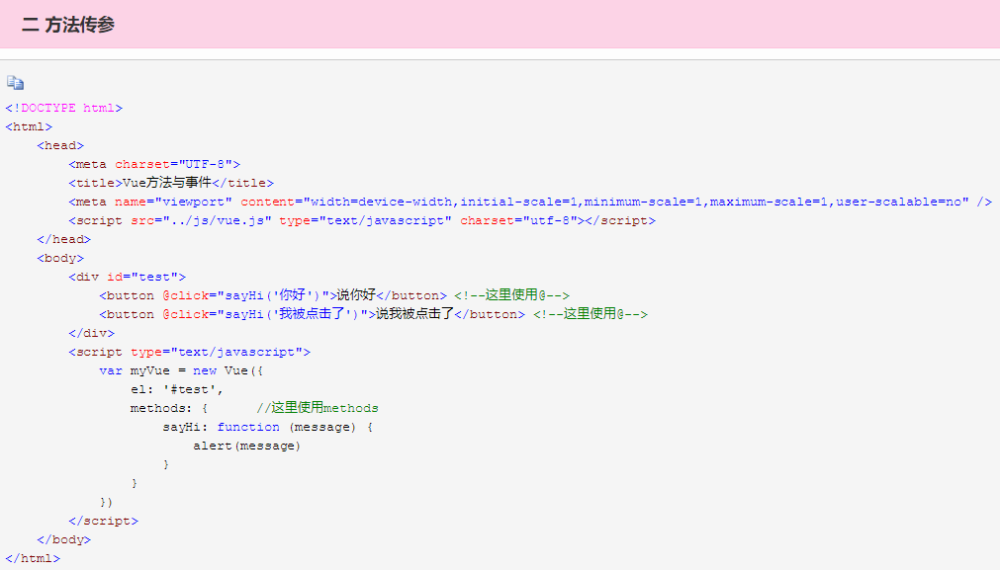 二 方法传参
<!DOCTYPE html>
<html>
    <head>
        <meta charset="UTF-8">
        <title>Vue方法与事件</title>
        <meta name="viewport" content="width=device-width,initial-scale=1,minimum-scale=1,maximum-scale=1,user-scalable=no" />
        <script src="../js/vue.js" type="text/javascript" charset="utf-8"></script>
    </head>
    <body>
        <div id="test">
            <button @click="sayHi('你好')">说你好</button> <!--这里使用@-->
            <button @click="sayHi('我被点击了')">说我被点击了</button> <!--这里使用@-->
        </div>
        <script type="text/javascript">
            var myVue = new Vue({
                el: '#test',
                methods: {      //这里使用methods
                    sayHi: function (message) {
                        alert(message)
                    }
                }
            })
        </script>
    </body>
</html>